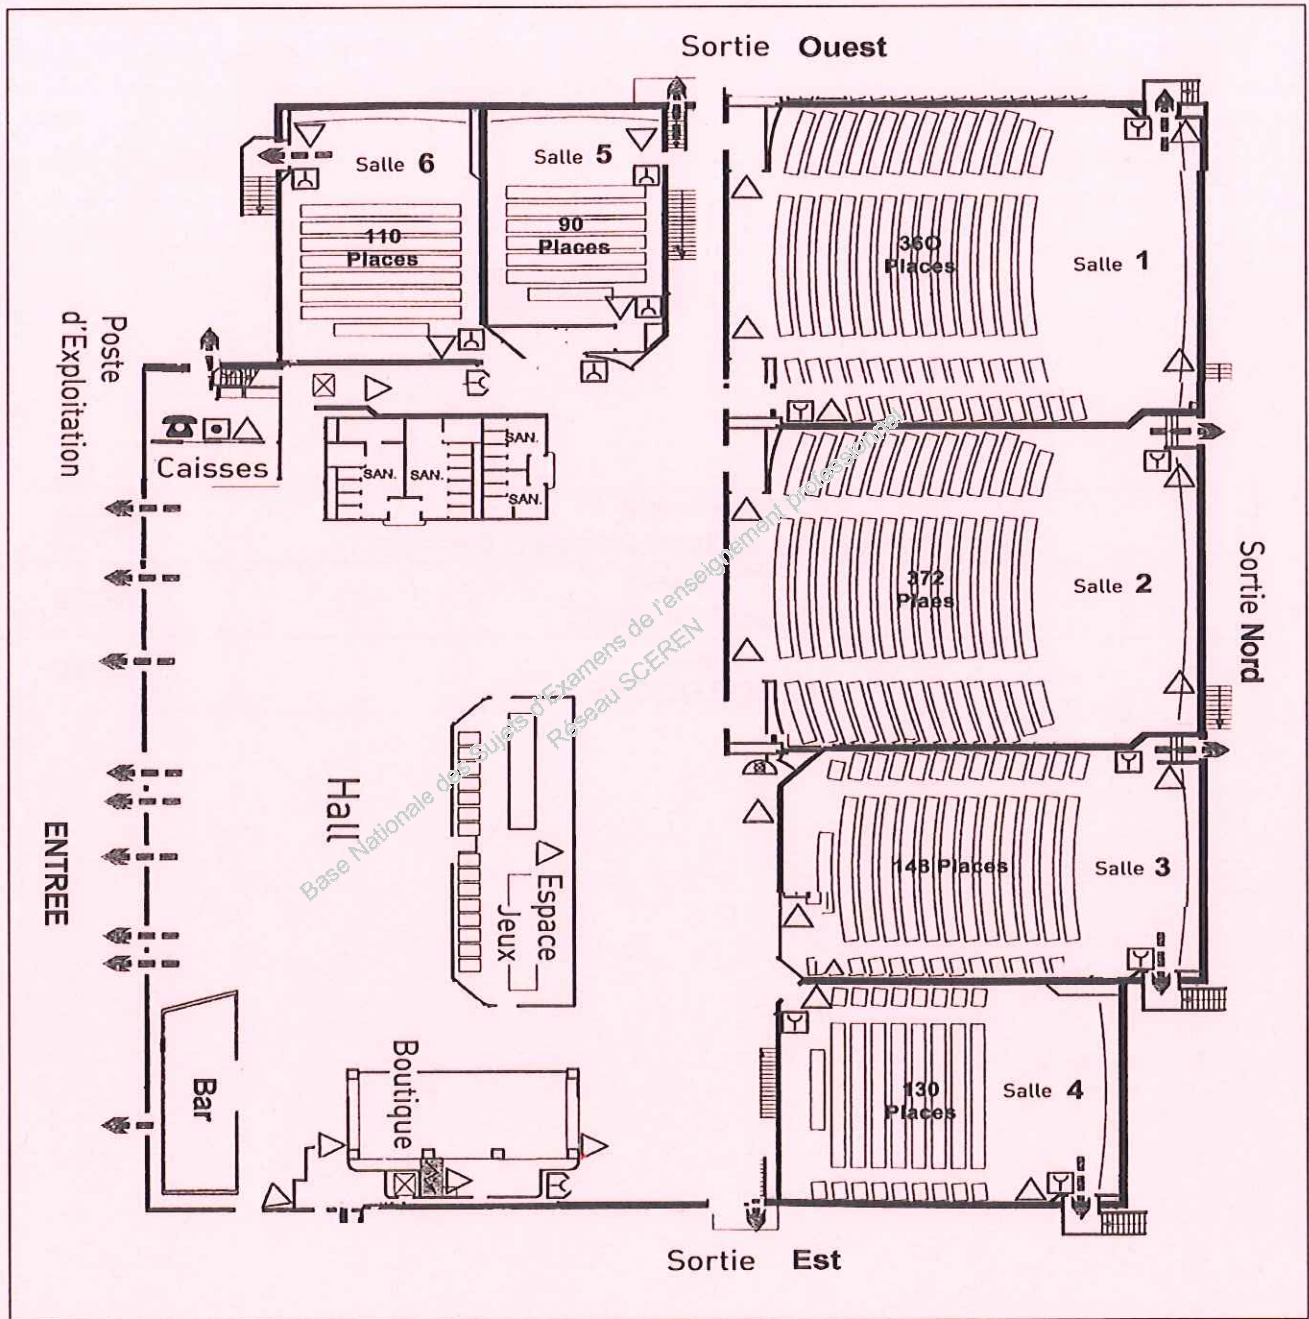 Sortie Ouest
Salle 6
Salle 5
110
Places
90
Places
360
Places
Salle 1
Poste
d'Exploitation
Caisses
SAN.
SAN.
SAN.
SAN.
372
Plaes
Salle 2
Sortie Nord
Hall
ENTREE
Espace
Jeux
148 Places
Salle 3
Bar
Boutique
130
Places
Salle 4
Sortie Est
Base Nationale des Sujets d'Examens de l'enseignement professionnel
Réseau SCEREN